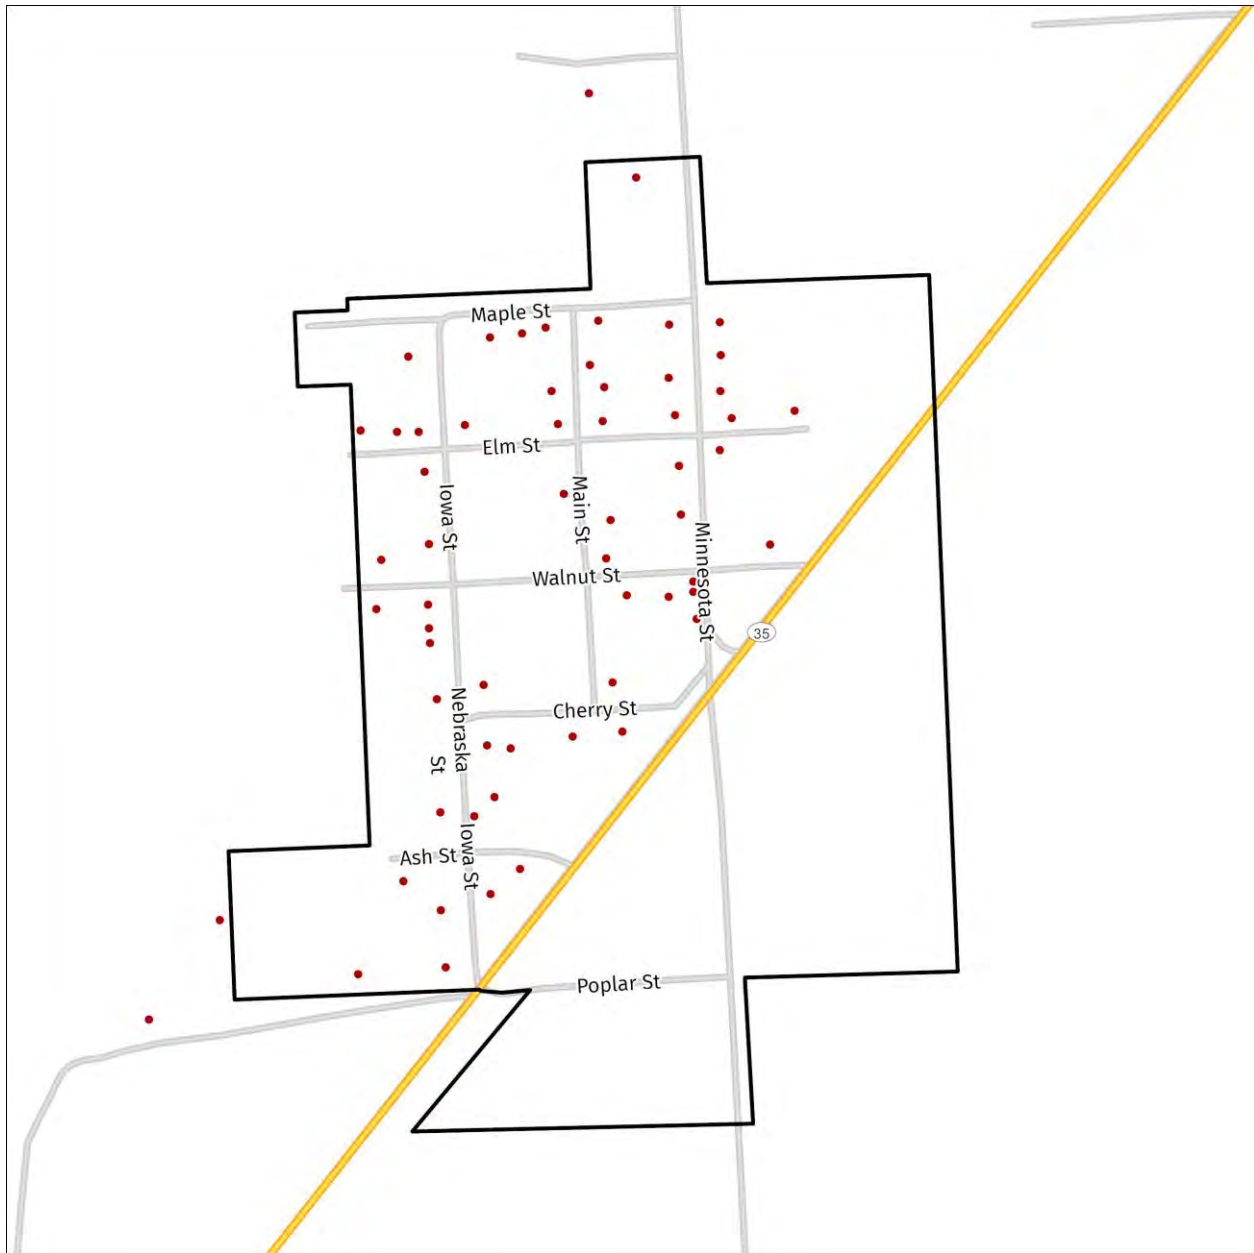 Maple St
Elm St
Iowa St
Main St
Minnesota St
Walnut St
35
Nebraska
St
Cherry St
Iowa St
Ash St
Poplar St